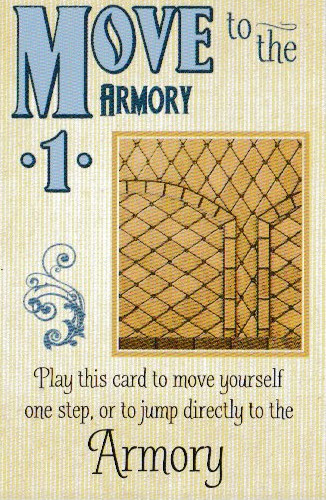 MOVE to the
ARMORY
·1·
Play this card to move yourself
one step, or to jump directly to the
Armory